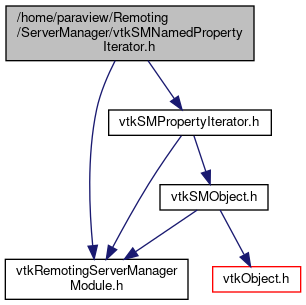 /home/paraview/Remoting
/ServerManager/vtkSMNamedProperty
Iterator.h
vtkSMPropertyIterator.h
vtkSMObject.h
vtkRemotingServerManager
Module.h
vtkObject.h